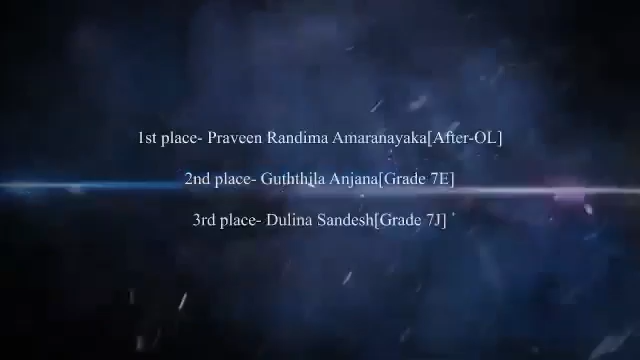 1st place- Praveen Randima Amaranayaka[After-OL]
2nd place- Guththila Anjana[Grade 7E]
3rd place- Dulina Sandesh[Grade 7J]